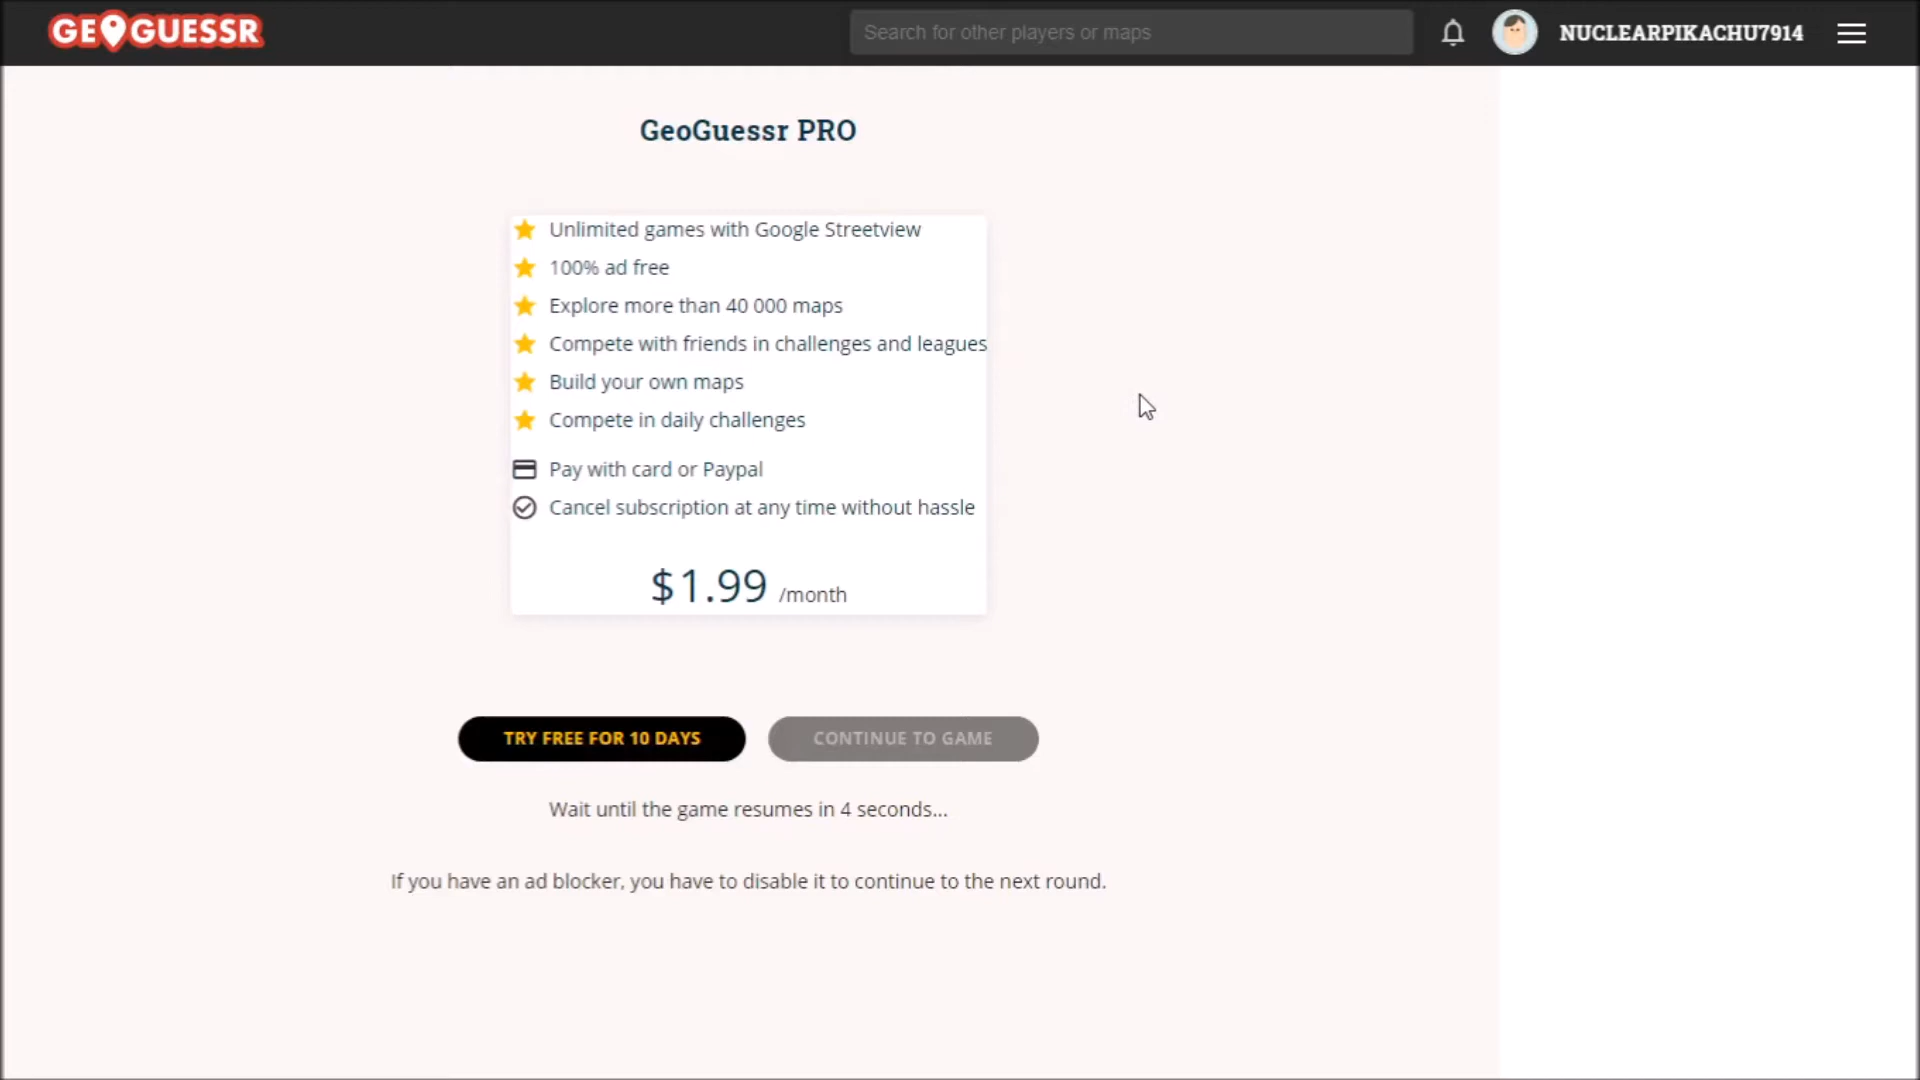 GEOGUESSR
Search for other players or maps
NUCLEARPIKACHU7914
GeoGuessr PRO
Unlimited games with Google Streetview
100% ad free
Explore more than 40 000 maps
Compete with friends in challenges and leagues
Build your own maps
Compete in daily challenges
Pay with card or Paypal
Cancel subscription at any time without hassle
$1.99 /month
TRY FREE FOR 10 DAYS
CONTINUE TO GAME
Wait until the game resumes in 4 seconds...
If you have an ad blocker, you have to disable it to continue to the next round.